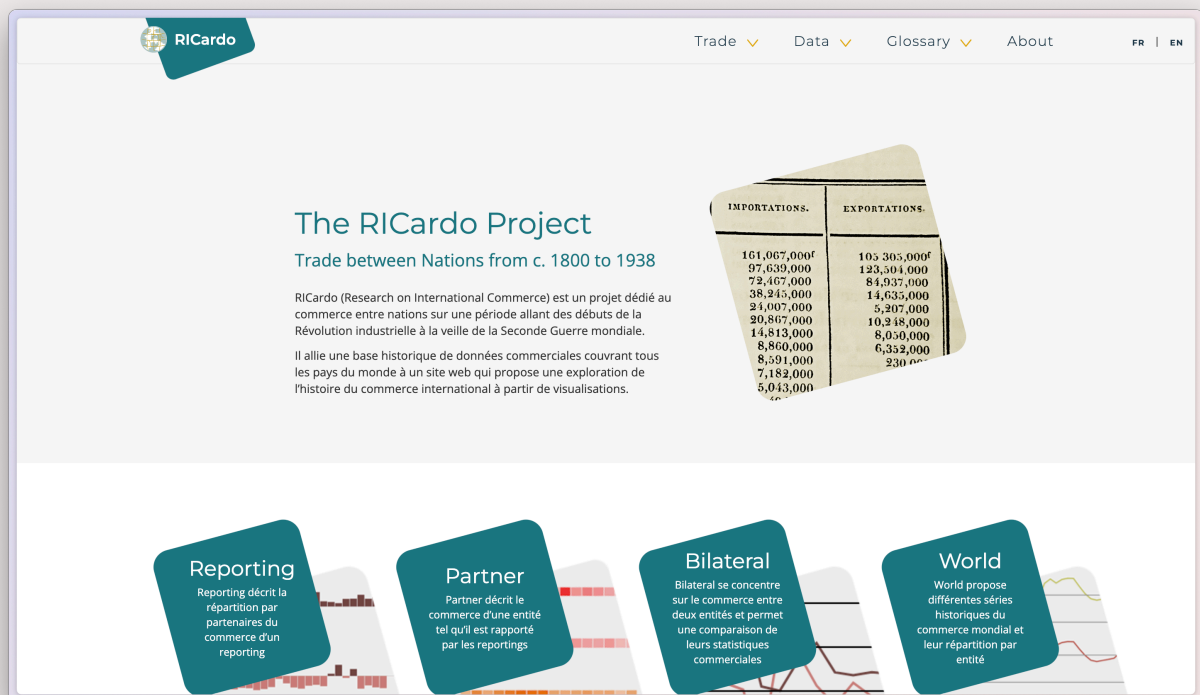 RICardo
Trade
Data
Glossary
About
FR | EN
The RICardo Project
Trade between Nations from c. 1800 to 1938
RICardo (Research on International Commerce) est un projet dédié au
commerce entre nations sur une période allant des débuts de la
Révolution industrielle à la veille de la Seconde Guerre mondiale.
Il allie une base historique de données commerciales couvrant tous
les pays du monde à un site web qui propose une exploration de
l'histoire du commerce international à partir de visualisations.
IMPORTATIONS. EXPORTATIONS.
161,067,000f 105 305,000f
97,639,000 123,504,000
72,467,000 84,937,000
38,245,000 14,635,000
24,007,000 5,207,000
20,867,000 10,248,000
14,813,000 8,050,000
8,860,000 6,352,000
8,591,000 230
7,182,000
5,043,000
Reporting
Reporting décrit la
répartition par
partenaires du
commerce d'un
reporting
Partner
Partner décrit le
commerce d'une entité
tel qu'il est rapporté
par les reportings
Bilateral
Bilateral se concentre
sur le commerce entre
deux entités et permet
une comparaison de
leurs statistiques
commerciales
World
World propose
différentes séries
historiques du
commerce mondial et
leur répartition par
entité